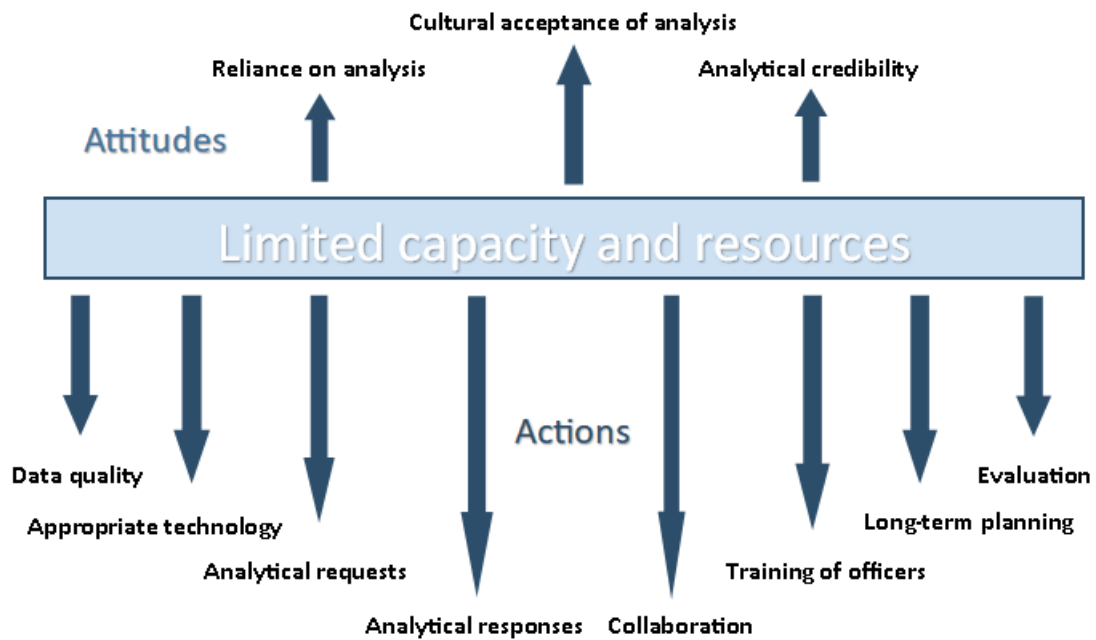 Cultural acceptance of analysis
Reliance on analysis
Analytical credibility
Attitudes
Limited capacity and resources
Actions
Data quality
Evaluation
Appropriate technology
Long-term planning
Analytical requests
Training of officers
Analytical responses
Collaboration